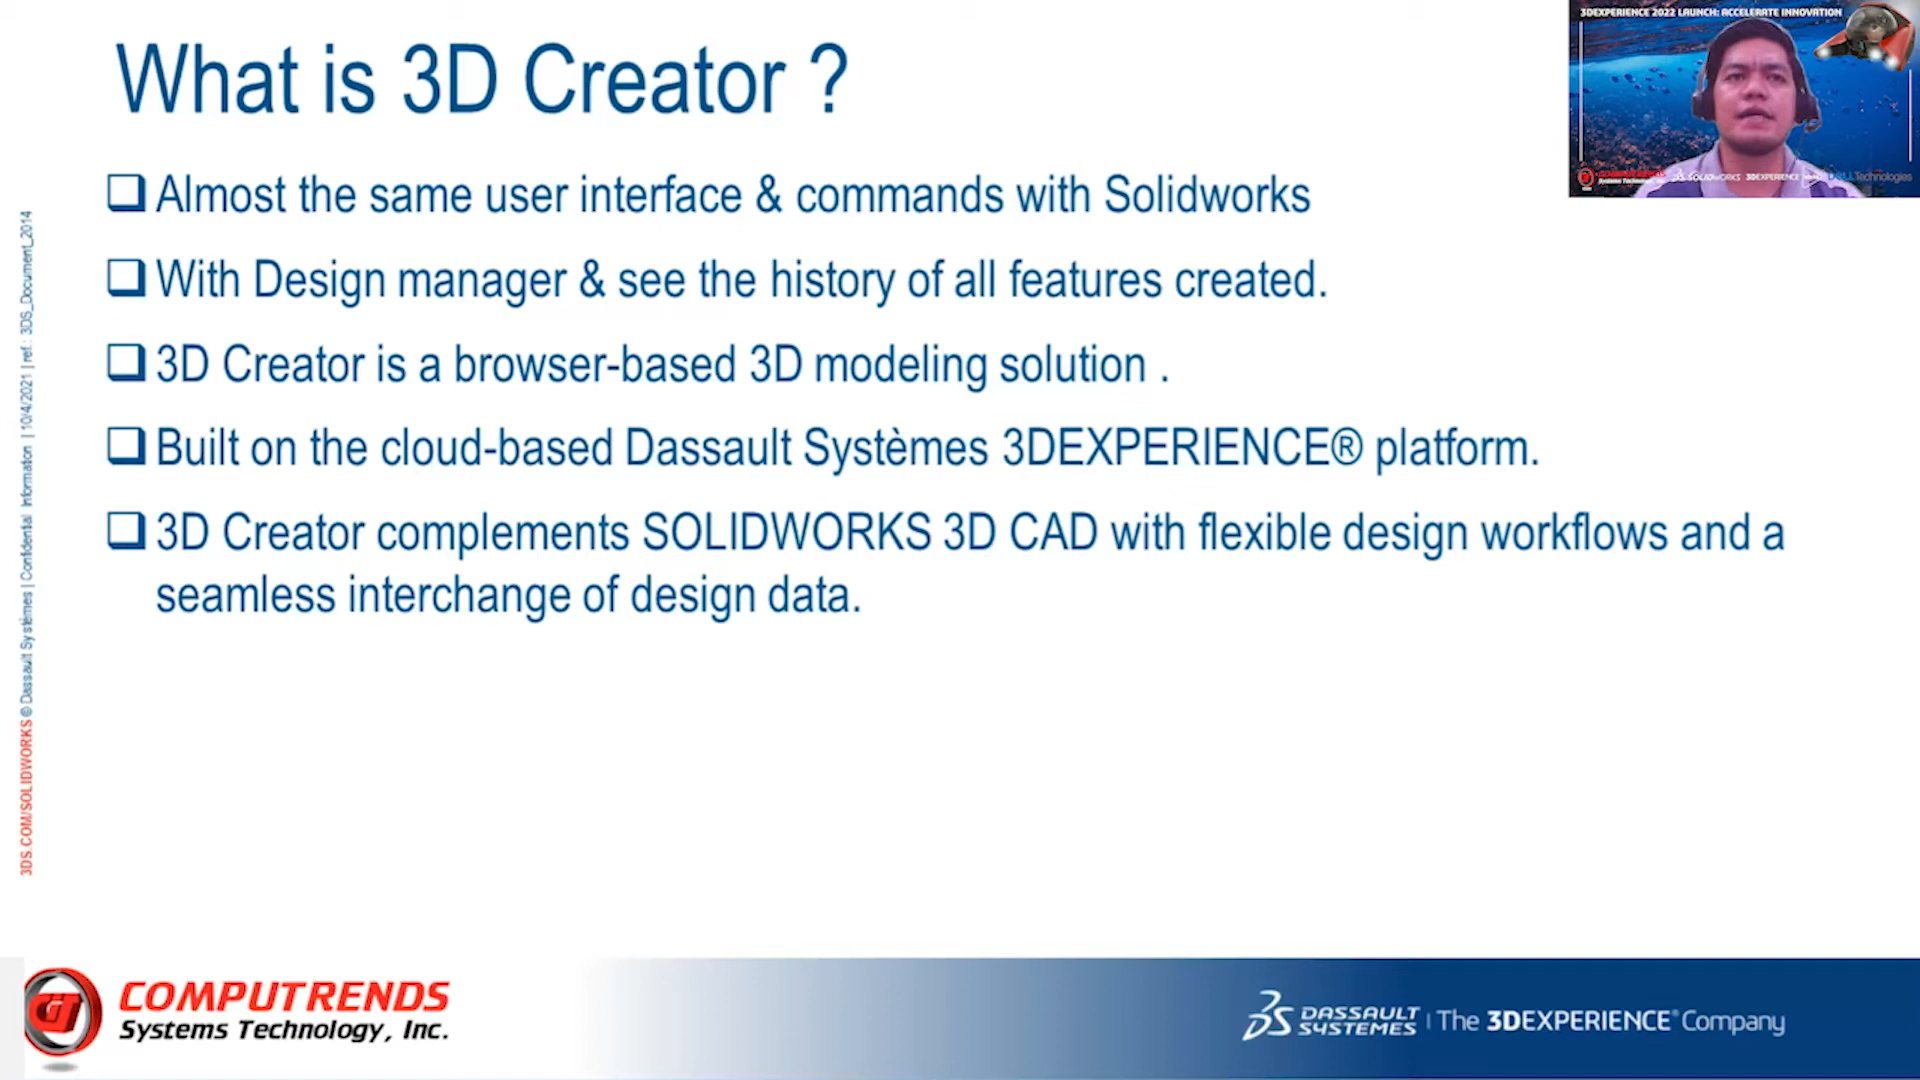 What is 3D Creator ?
Almost the same user interface & commands with Solidworks
With Design manager & see the history of all features created.
3D Creator is a browser-based 3D modeling solution .
Built on the cloud-based Dassault Systèmes 3DEXPERIENCE® platform.
3D Creator complements SOLIDWORKS 3D CAD with flexible design workflows and a
seamless interchange of design data.
3DS.COM/SOLIDWORKS © Dassault Systèmes | Confidential Information | 10/4/2021 | ref.: 3DS_Document_2014
3DEXPERIENCE 2022 LAUNCH: ACCELERATE INNOVATION
SOLIDWORKS 3DEXPERIENCE
Technologies
COMPUTRENDS
Systems Technology, Inc.
DASSAULT
SYSTEMES
| The 3DEXPERIENCE® Company